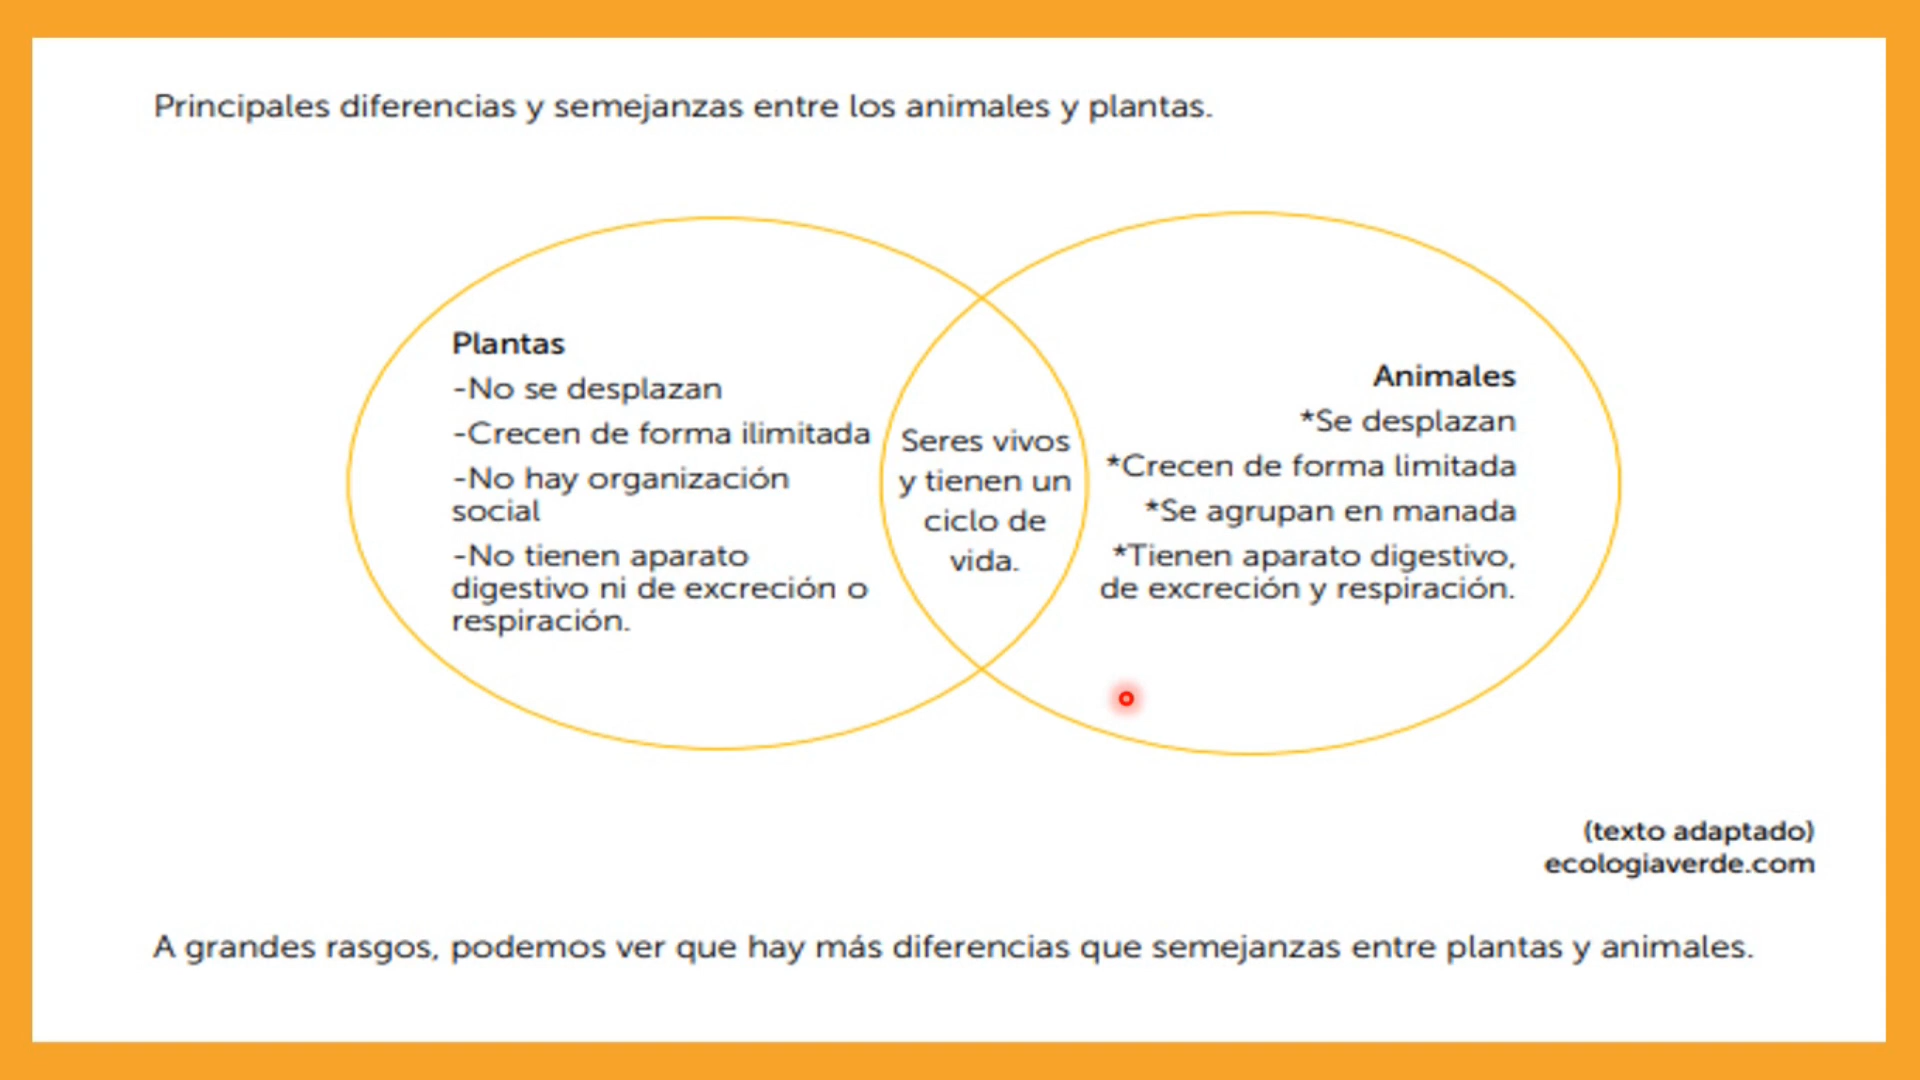 Principales diferencias y semejanzas entre los animales y plantas.
Plantas
-No se desplazan
-Crecen de forma ilimitada
-No hay organización
social
-No tienen aparato
digestivo ni de excreción o
respiración.
Seres vivos
y tienen un
ciclo de
vida.
Animales
*Se desplazan
*Crecen de forma limitada
*Se agrupan en manada
*Tienen aparato digestivo,
de excreción y respiración.
(texto adaptado)
ecologiaverde.com
A grandes rasgos, podemos ver que hay más diferencias que semejanzas entre plantas y animales.